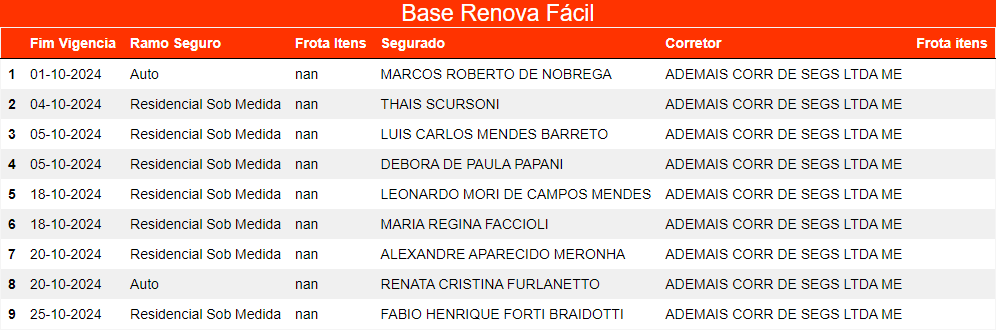 Base Renova Fácil
Fim Vigencia Ramo Seguro Frota Itens Segurado Corretor Frota itens
1 01-10-2024 Auto nan MARCOS ROBERTO DE NOBREGA ADEMAIS CORR DE SEGS LTDA ME
2 04-10-2024 Residencial Sob Medida nan THAIS SCURSONI ADEMAIS CORR DE SEGS LTDA ME
3 05-10-2024 Residencial Sob Medida nan LUIS CARLOS MENDES BARRETO ADEMAIS CORR DE SEGS LTDA ME
4 05-10-2024 Residencial Sob Medida nan DEBORA DE PAULA PAPANI ADEMAIS CORR DE SEGS LTDA ME
5 18-10-2024 Residencial Sob Medida nan LEONARDO MORI DE CAMPOS MENDES ADEMAIS CORR DE SEGS LTDA ME
6 18-10-2024 Residencial Sob Medida nan MARIA REGINA FACCIOLI ADEMAIS CORR DE SEGS LTDA ME
7 20-10-2024 Residencial Sob Medida nan ALEXANDRE APARECIDO MERONHA ADEMAIS CORR DE SEGS LTDA ME
8 20-10-2024 Auto nan RENATA CRISTINA FURLANETTO ADEMAIS CORR DE SEGS LTDA ME
9 25-10-2024 Residencial Sob Medida nan FABIO HENRIQUE FORTI BRAIDOTTI ADEMAIS CORR DE SEGS LTDA ME